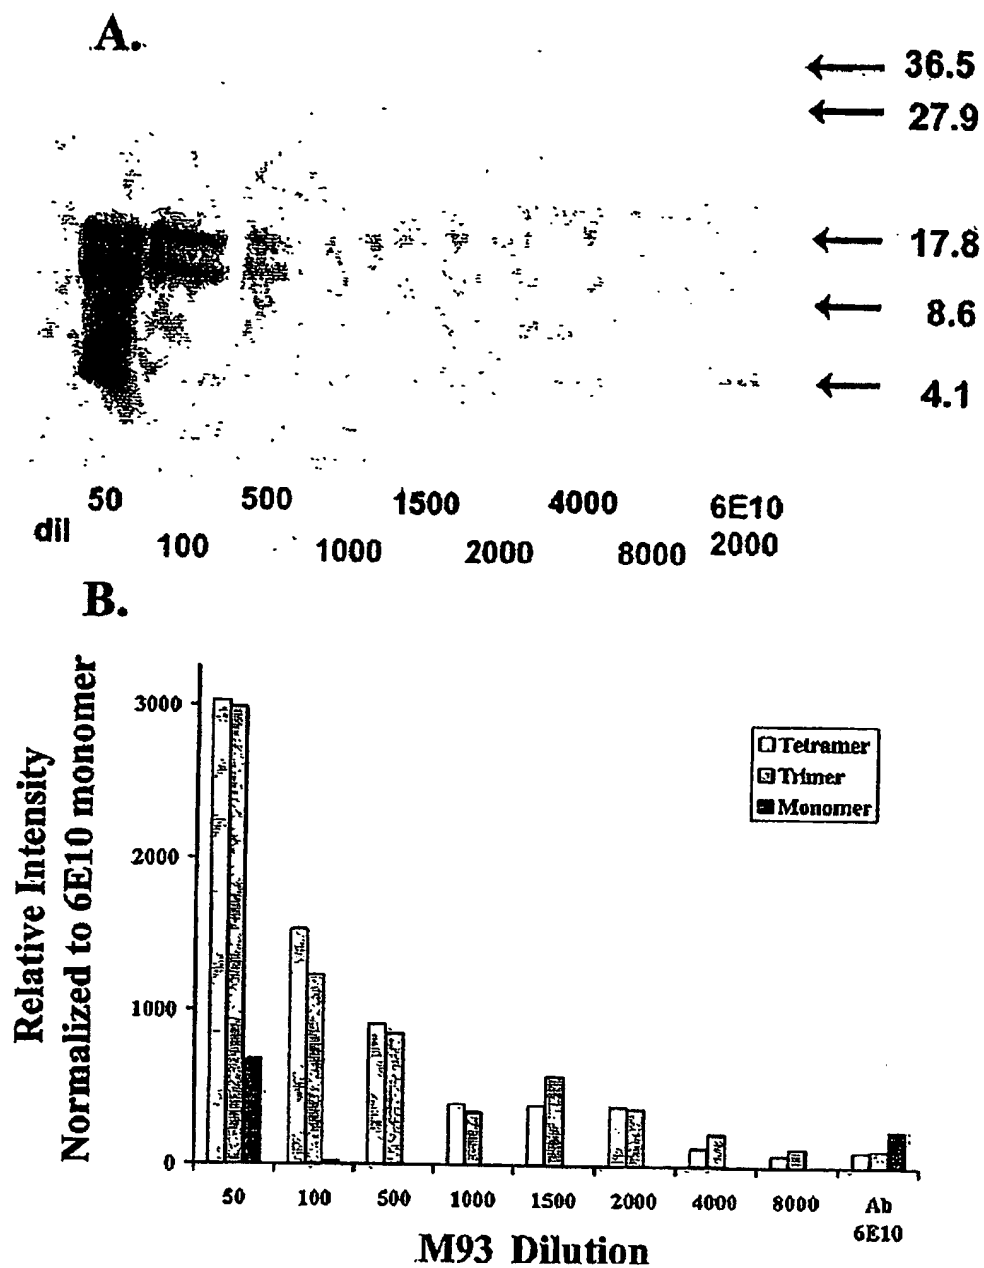 A.
36.5
27.9
17.8
8.6
4.1
50 500 1500 4000 6E10
dil 100 1000 2000 8000 2000
B.
Relative Intensity
Normalized to 6E10 monomer
3000
2000
1000
0
Tetramer
Trimer
Monomer
50 100 500 1000 1500 2000 4000 8000 Ab
6E10
M93 Dilution